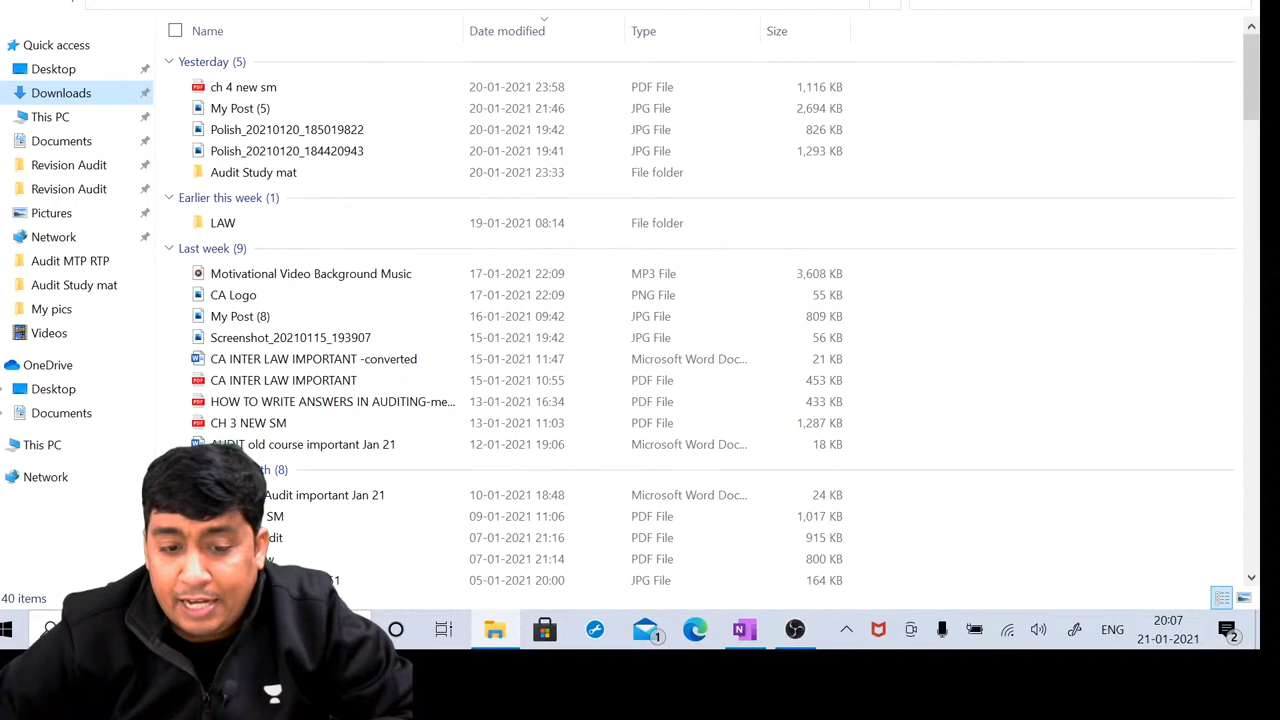 Name Date modified Type Size
Quick access
Desktop
Downloads
This PC
Documents
Revision Audit
Revision Audit
Pictures
Network
Audit MTP RTP
Audit Study mat
My pics
Videos
OneDrive
Desktop
Documents
This PC
Network
Yesterday (5)
ch 4 new sm 20-01-2021 23:58 PDF File 1,116 KB
My Post (5) 20-01-2021 21:46 JPG File 2,694 KB
Polish_20210120_185019822 20-01-2021 19:42 JPG File 826 KB
Polish_20210120_184420943 20-01-2021 19:41 JPG File 1,293 KB
Audit Study mat 20-01-2021 23:33 File folder
Earlier this week (1)
LAW 19-01-2021 08:14 File folder
Last week (9)
Motivational Video Background Music 17-01-2021 22:09 MP3 File 3,608 KB
CA Logo 17-01-2021 22:09 PNG File 55 KB
My Post (8) 16-01-2021 09:42 JPG File 809 KB
Screenshot_20210115_193907 15-01-2021 19:42 JPG File 56 KB
CA INTER LAW IMPORTANT -converted 15-01-2021 11:47 Microsoft Word Doc... 21 KB
CA INTER LAW IMPORTANT 15-01-2021 10:55 PDF File 453 KB
HOW TO WRITE ANSWERS IN AUDITING-me... 13-01-2021 16:34 PDF File 433 KB
CH 3 NEW SM 13-01-2021 11:03 PDF File 1,287 KB
AUDIT old course important Jan 21 12-01-2021 19:06 Microsoft Word Doc... 18 KB
(8)
Audit important Jan 21 10-01-2021 18:48 Microsoft Word Doc... 24 KB
SM 09-01-2021 11:06 PDF File 1,017 KB
07-01-2021 21:16 PDF File 915 KB
07-01-2021 21:14 PDF File 800 KB
05-01-2021 20:00 JPG File 164 KB
40 items
1
ENG
20:07
21-01-2021
2